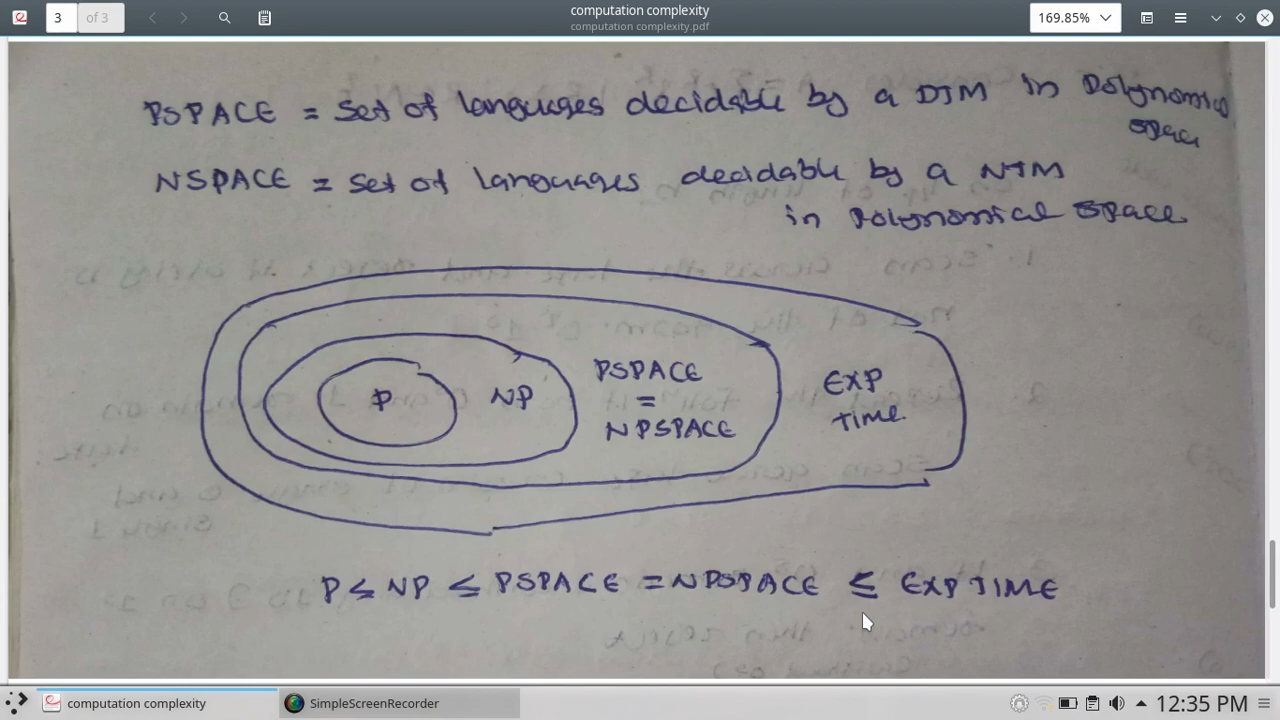 computation complexity
computation complexity.pdf
3 of 3
169.85%
PSPACE = Set of languages decidable by a DTM in Polynomial
Space
NSPACE = Set of languages decidable by a NTM
in Polynomical Space
P
NP
PSPACE
=
NPSPACE
EXP
Time
P ≤ NP ≤ PSPACE = NPSPACE ≤ EXPTIME
computation complexity
SimpleScreenRecorder
12:35 PM